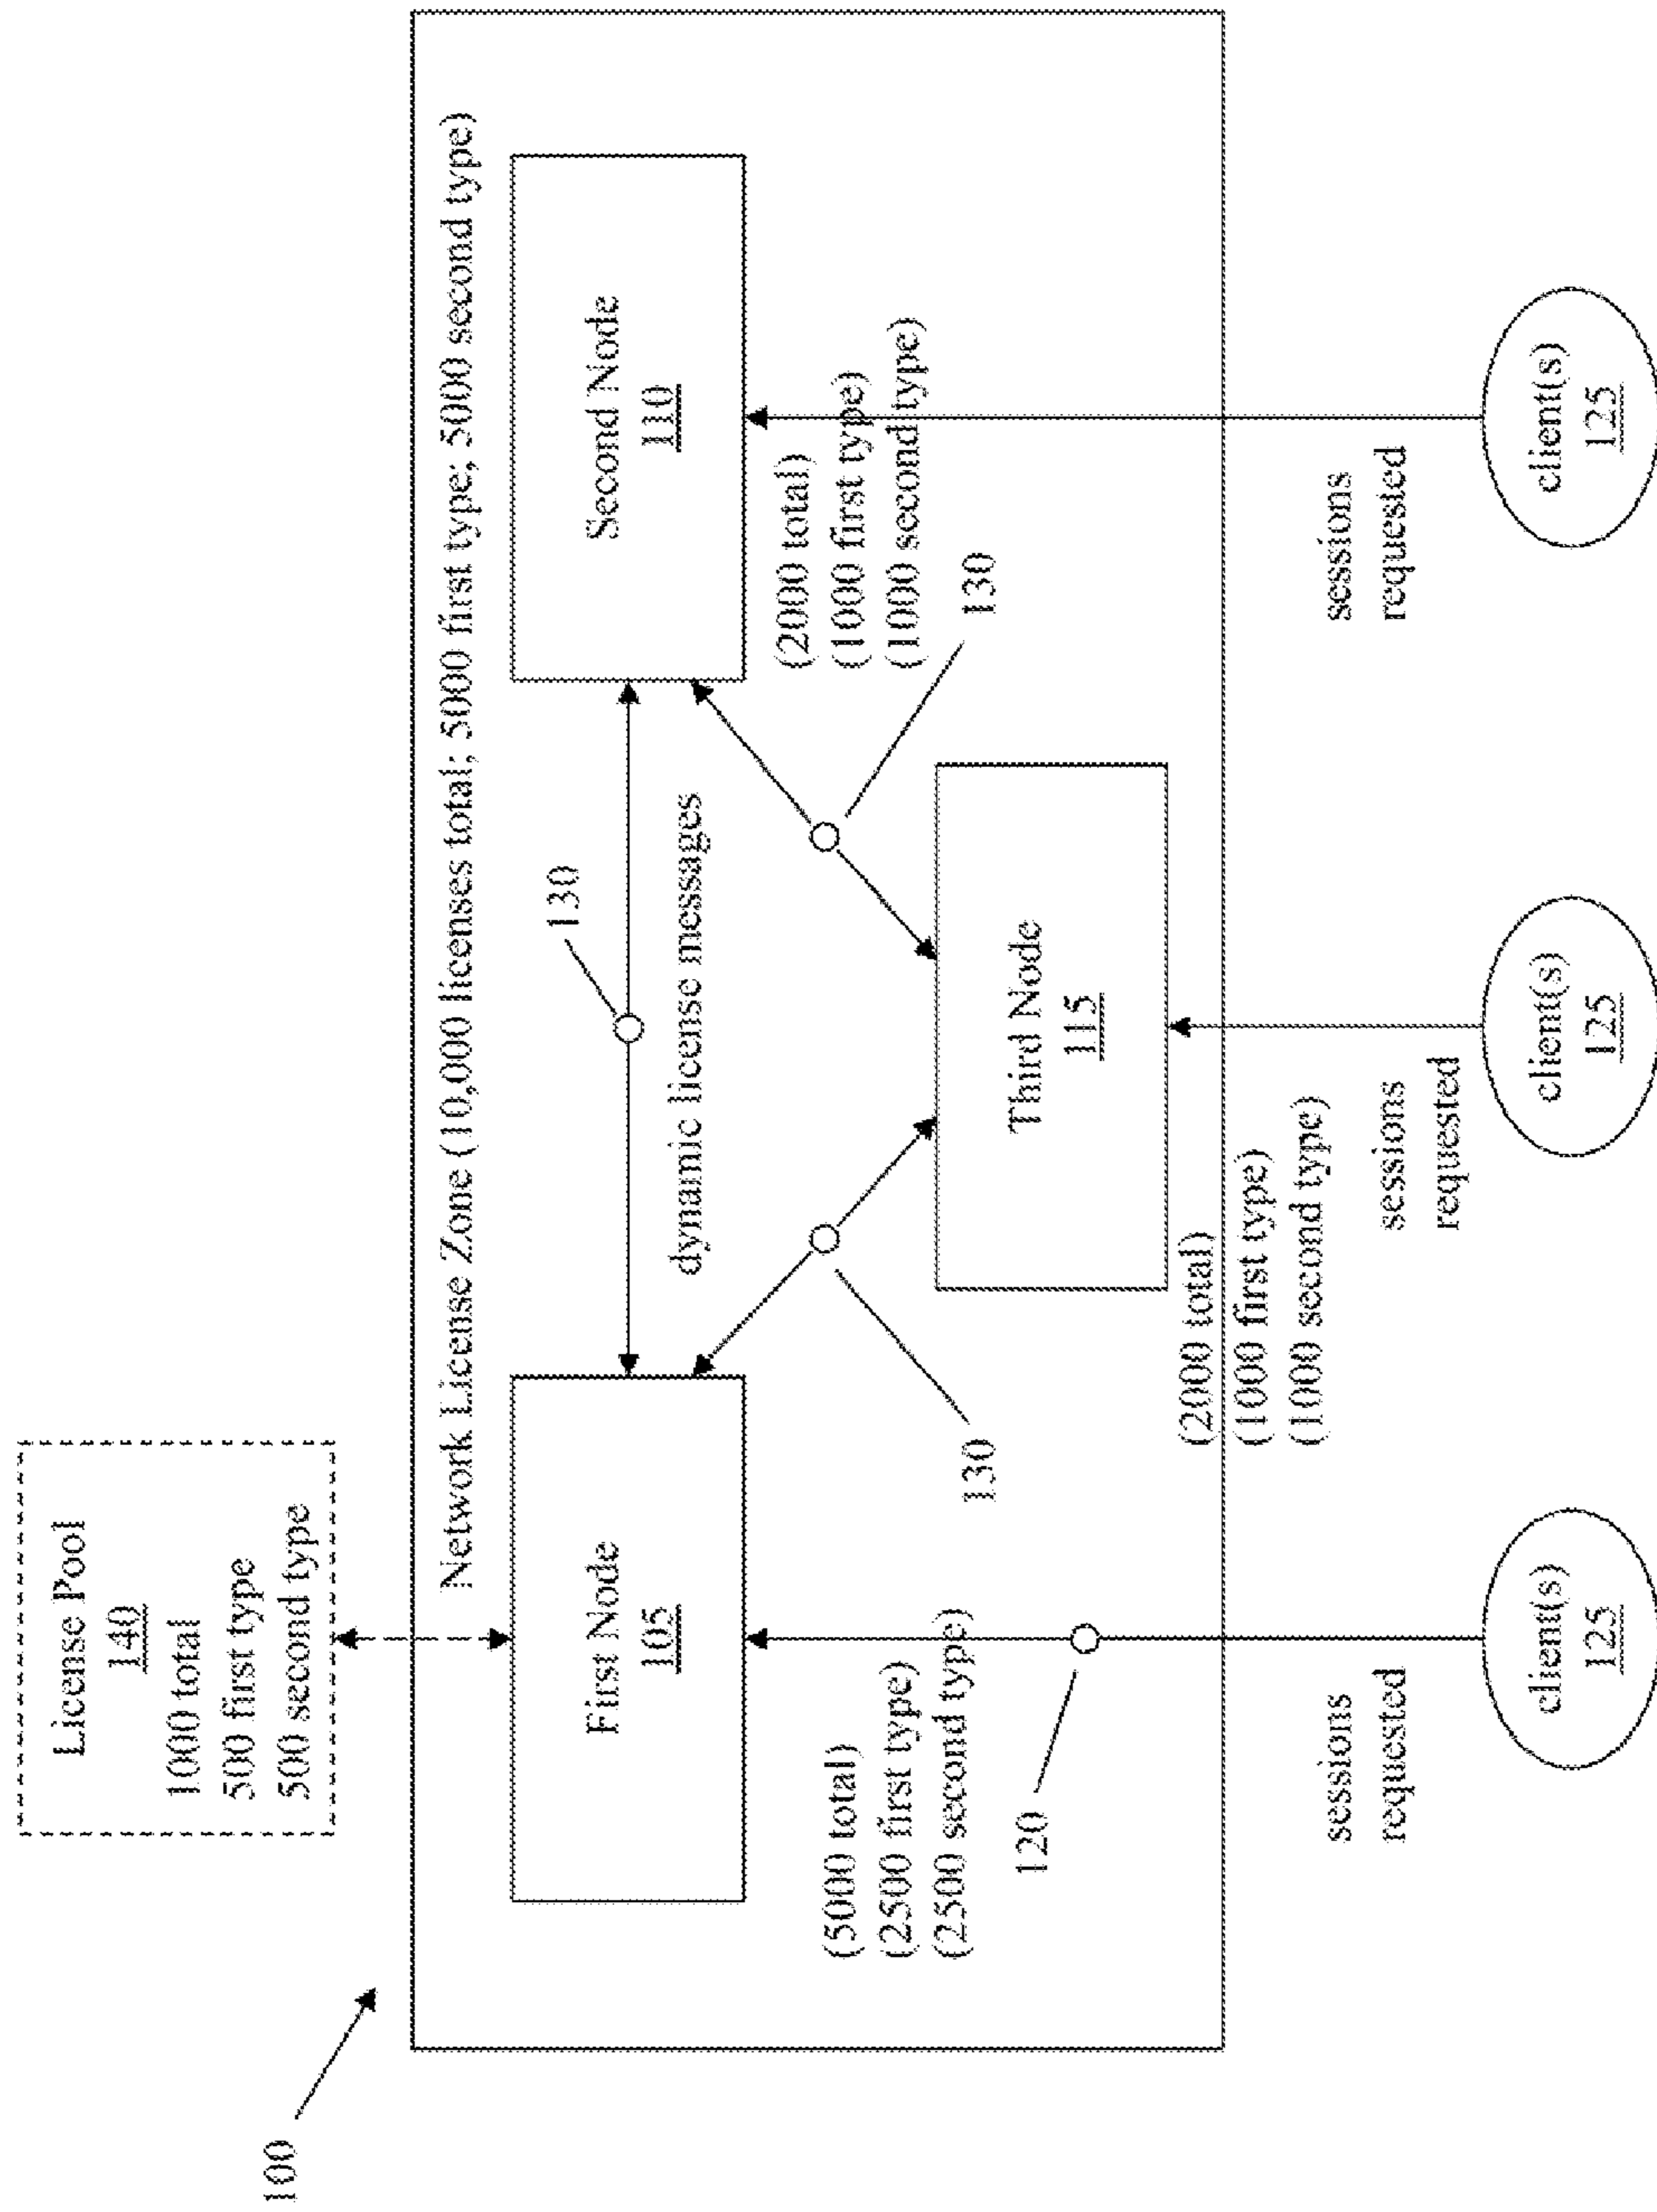 100
License Pool
140
1000 total
500 first type
500 second type
Network License Zone (10,000 licenses total; 5000 first type; 5000 second type)
First Node
105
130
dynamic license messages
Second Node
110
(5000 total)
(2500 first type)
(2500 second type)
120
130
Third Node
115
(2000 total)
(1000 first type)
(1000 second type)
130
(2000 total)
(1000 first type)
(1000 second type)
sessions
requested
sessions
requested
sessions
requested
client(s)
125
client(s)
125
client(s)
125